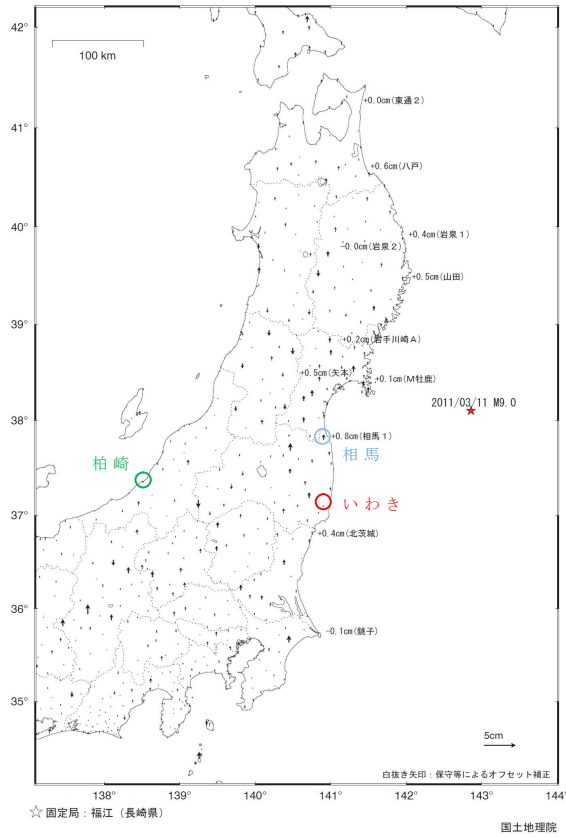 42°
100 km
+0.0cm(東通2)
41°
+0.6cm(八戸)
40°
+0.4cm(岩泉1)
-0.0cm(岩泉2)
+0.5cm(山田)
39°
+0.2cm(岩手川崎A)
+0.5cm(矢本)
+0.1cm(M牡鹿)
2011/03/11 M9.0
38°
+0.8cm(相馬1)
相馬
柏崎
いわき
37°
+0.4cm(北茨城)
36°
-0.1cm(銚子)
35°
5cm
白抜き矢印:保守等によるオフセット補正
138° 139° 140° 141° 142° 143° 144°
☆ 固定局:福江(長崎県)
国土地理院